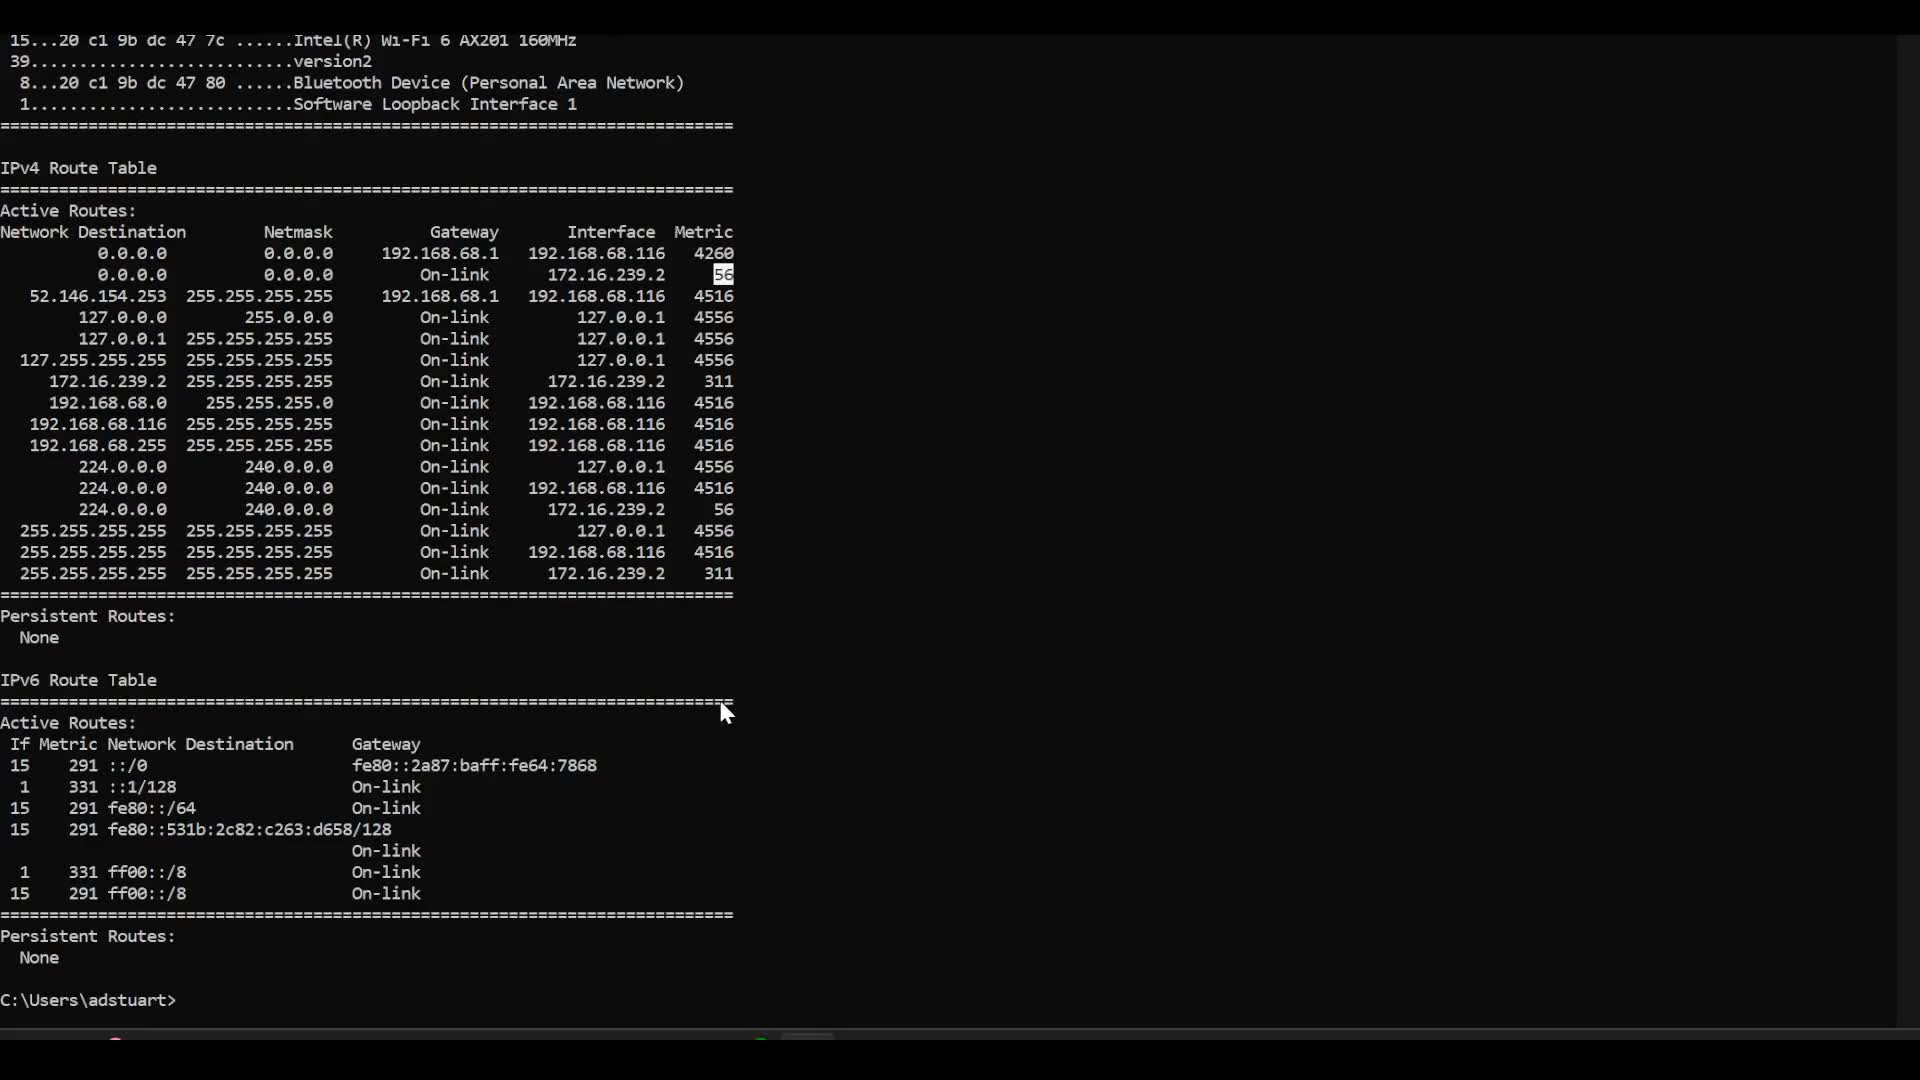 15...20 c1 9b dc 47 7c ......Intel(R) Wi-Fi 6 AX201 160MHz
39...........................version2
8...20 c1 9b dc 47 80 ......Bluetooth Device (Personal Area Network)
1...........................Software Loopback Interface 1
===========================================================================
IPv4 Route Table
===========================================================================
Active Routes:
Network Destination        Netmask          Gateway       Interface  Metric
0.0.0.0          0.0.0.0     192.168.68.1   192.168.68.116   4260
0.0.0.0          0.0.0.0         On-link      172.16.239.2     56
52.146.154.253  255.255.255.255     192.168.68.1   192.168.68.116   4516
127.0.0.0        255.0.0.0         On-link         127.0.0.1   4556
127.0.0.1  255.255.255.255         On-link         127.0.0.1   4556
127.255.255.255  255.255.255.255         On-link         127.0.0.1   4556
172.16.239.2  255.255.255.255         On-link      172.16.239.2    311
192.168.68.0    255.255.255.0         On-link    192.168.68.116   4516
192.168.68.116  255.255.255.255         On-link    192.168.68.116   4516
192.168.68.255  255.255.255.255         On-link    192.168.68.116   4516
224.0.0.0        240.0.0.0         On-link         127.0.0.1   4556
224.0.0.0        240.0.0.0         On-link    192.168.68.116   4516
224.0.0.0        240.0.0.0         On-link      172.16.239.2     56
255.255.255.255  255.255.255.255         On-link         127.0.0.1   4556
255.255.255.255  255.255.255.255         On-link    192.168.68.116   4516
255.255.255.255  255.255.255.255         On-link      172.16.239.2    311
===========================================================================
Persistent Routes:
None
IPv6 Route Table
===========================================================================
Active Routes:
If Metric Network Destination      Gateway
15    291 ::/0                     fe80::2a87:baff:fe64:7868
1    331 ::1/128                  On-link
15    291 fe80::/64                On-link
15    291 fe80::531b:2c82:c263:d658/128
On-link
1    331 ff00::/8                 On-link
15    291 ff00::/8                 On-link
===========================================================================
Persistent Routes:
None
C:\Users\adstuart>